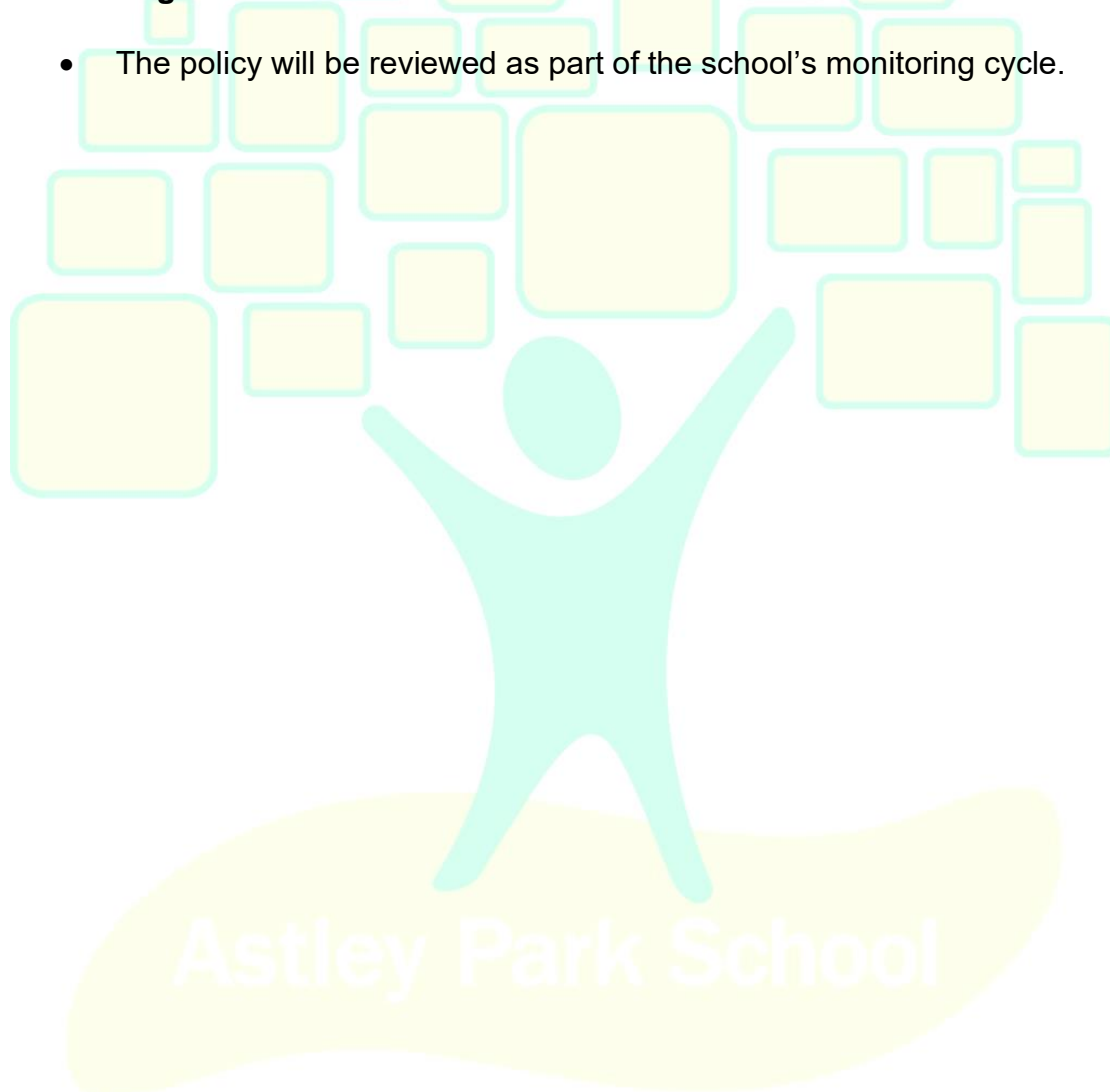 • The policy will be reviewed as part of the school’s monitoring cycle.
Astley Park School